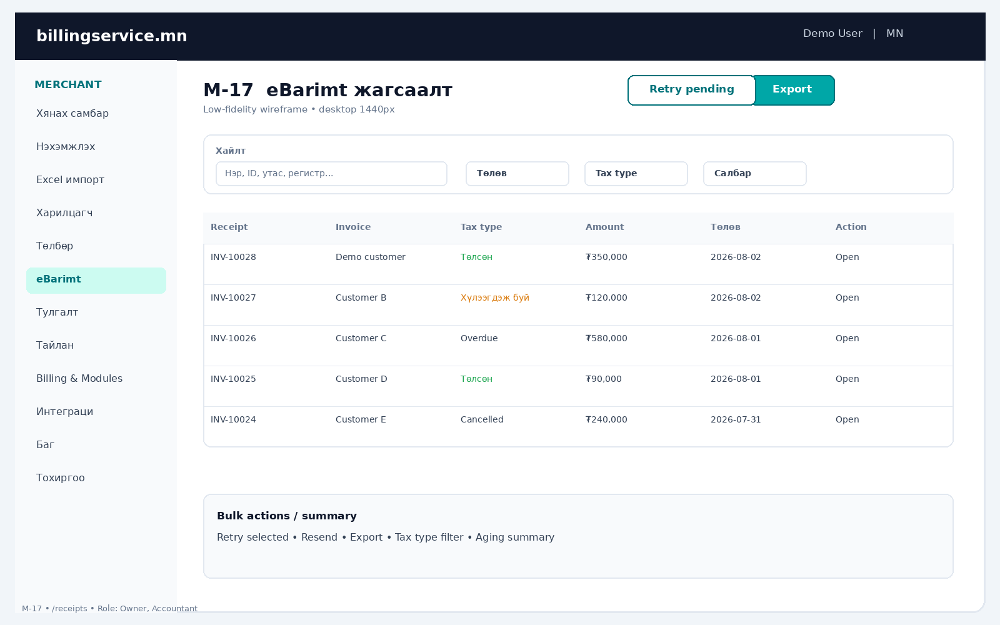 billingservice.mn
Demo User | MN
MERCHANT
Хянах самбар
Нэхэмжлэх
Excel импорт
Харилцагч
Төлбөр
eBarimt
Тулгалт
Тайлан
Billing & Modules
Интеграци
Баг
Тохиргоо
M-17 eBarimt жагсаалт
Retry pending
Export
Low-fidelity wireframe • desktop 1440px
Хайлт
Нэр, ID, утас, регистр...
Төлөв
Tax type
Салбар
Receipt Invoice Tax type Amount Төлөв Action
INV-10028 Demo customer Төлсөн ₮350,000 2026-08-02 Open
INV-10027 Customer B Хүлээгдэж буй ₮120,000 2026-08-02 Open
INV-10026 Customer C Overdue ₮580,000 2026-08-01 Open
INV-10025 Customer D Төлсөн ₮90,000 2026-08-01 Open
INV-10024 Customer E Cancelled ₮240,000 2026-07-31 Open
Bulk actions / summary
Retry selected • Resend • Export • Tax type filter • Aging summary
M-17 • /receipts • Role: Owner, Accountant